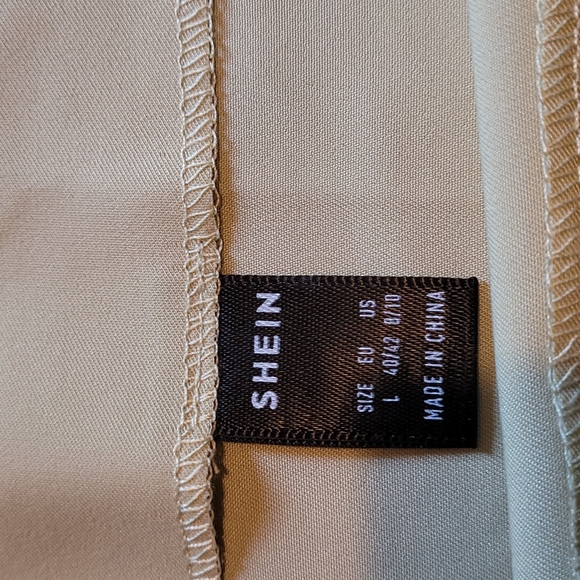 SHEIN
SIZE EU US
L 40/42 8/10
MADE IN CHINA